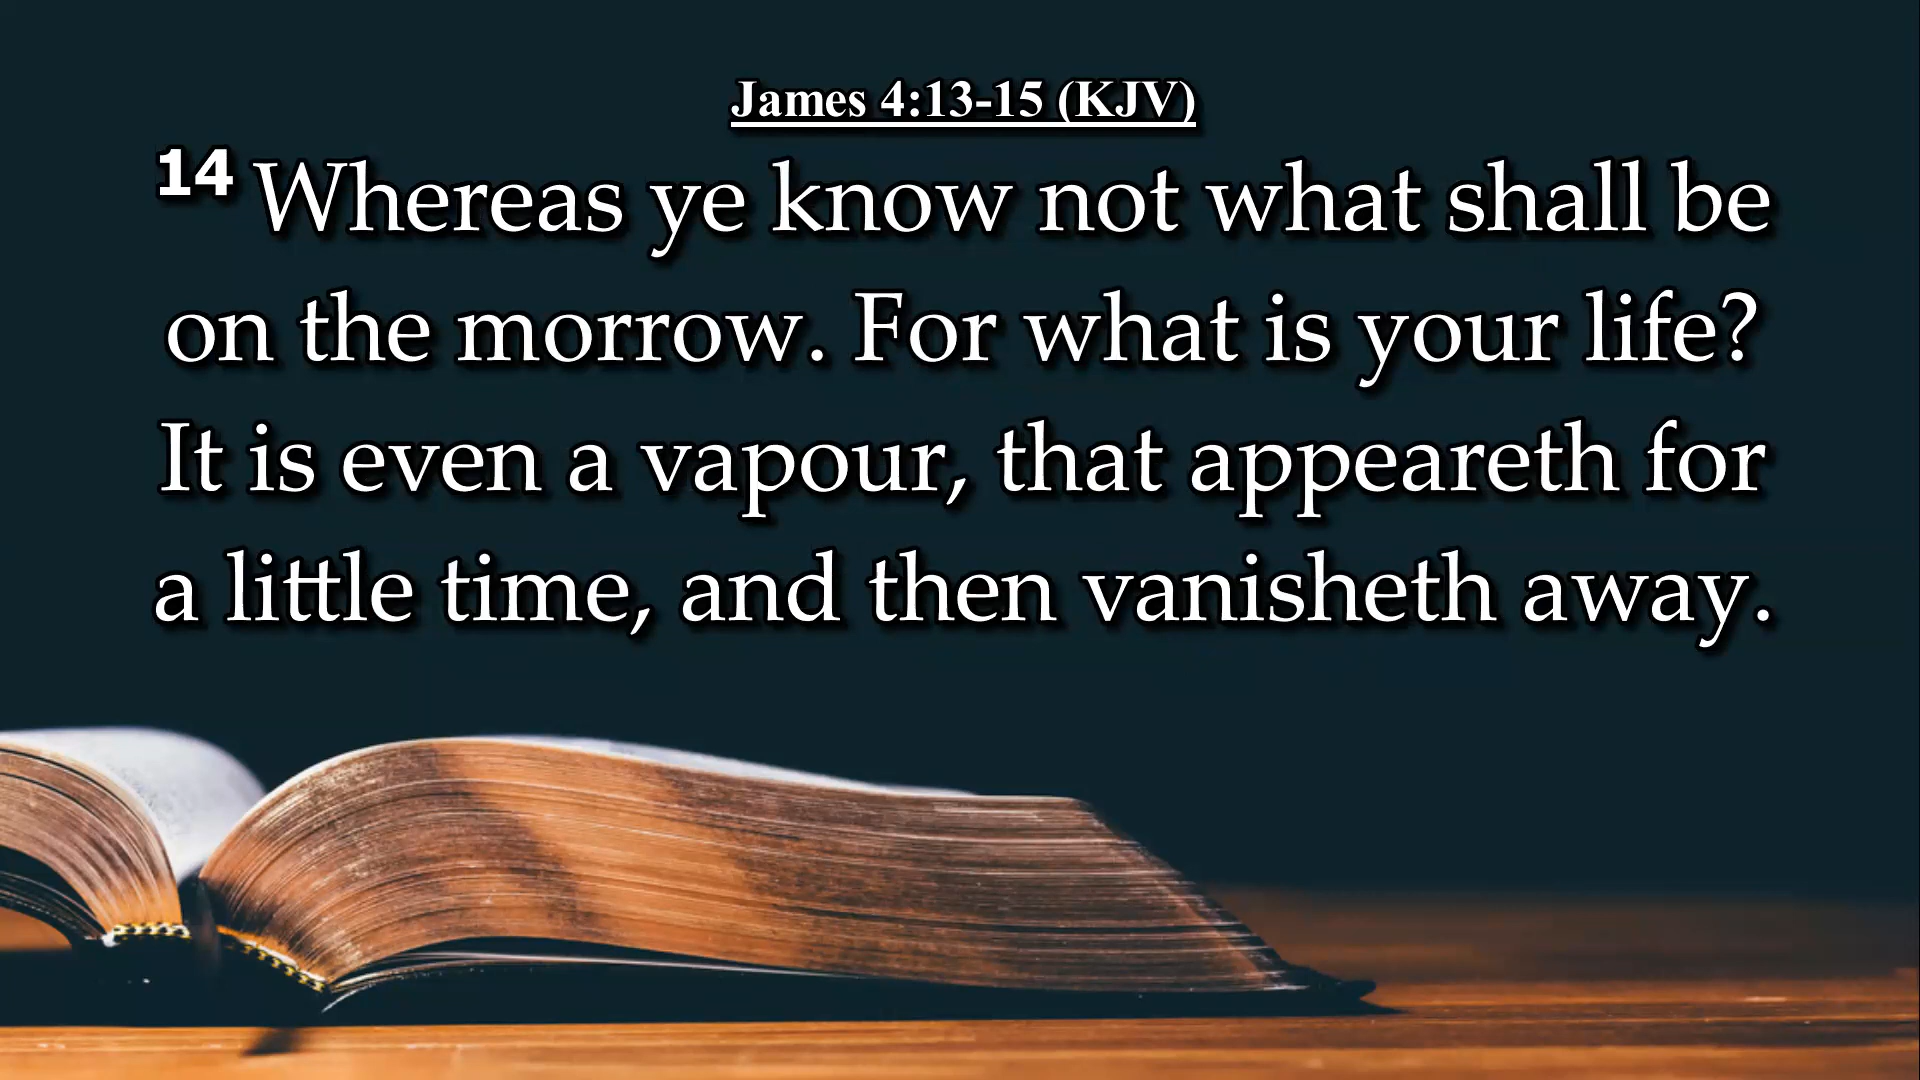 James 4:13-15 (KJV)
14 Whereas ye know not what shall be
on the morrow. For what is your life?
It is even a vapour, that appeareth for
a little time, and then vanisheth away.